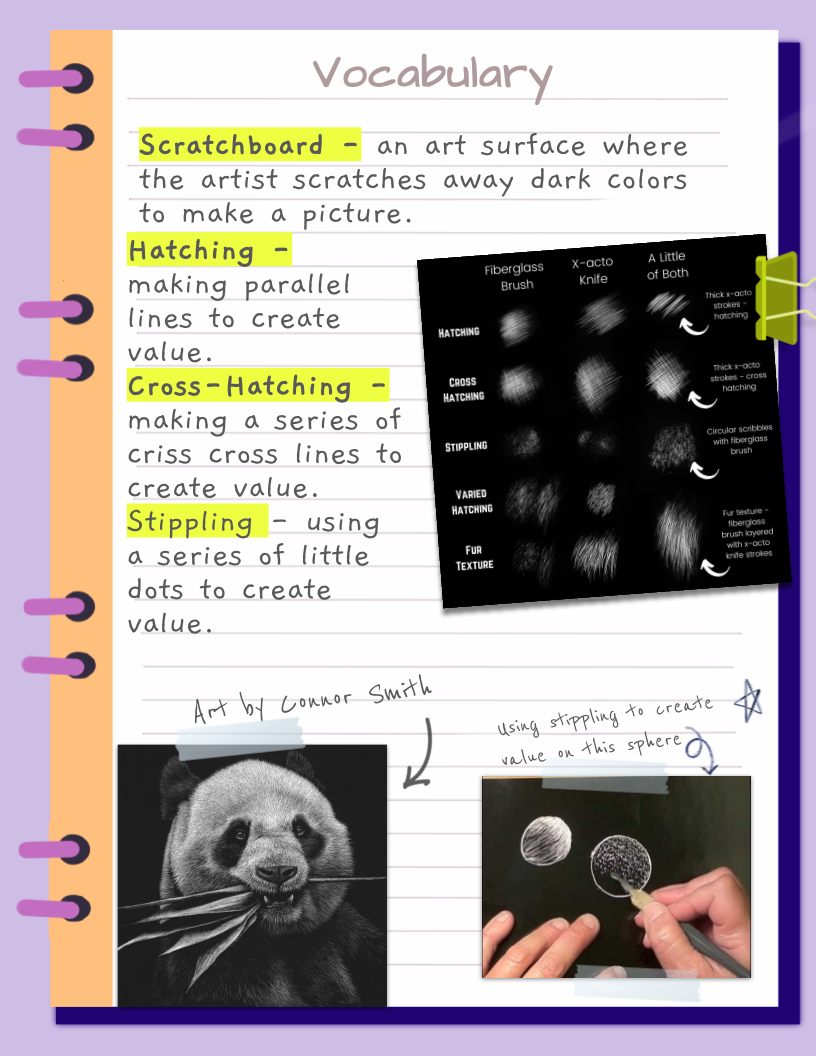 Vocabulary
Scratchboard - an art surface where
the artist scratches away dark colors
to make a picture.
Hatching -
making parallel
lines to create
value.
Cross-Hatching -
making a series of
criss cross lines to
create value.
Stippling - using
a series of little
dots to create
value.
Fiberglass
Brush
X-acto
Knife
A Little
of Both
HATCHING
Thick x-acto
strokes -
hatching
CROSS
HATCHING
Thick x-acto
strokes - cross
hatching
STIPPLING
Circular scribbles
with fiberglass
brush
VARIED
HATCHING
FUR
TEXTURE
Fur texture -
fiberglass
brush layered
with x-acto
knife strokes
Art by Connor Smith
using stippling to create
value on this sphere